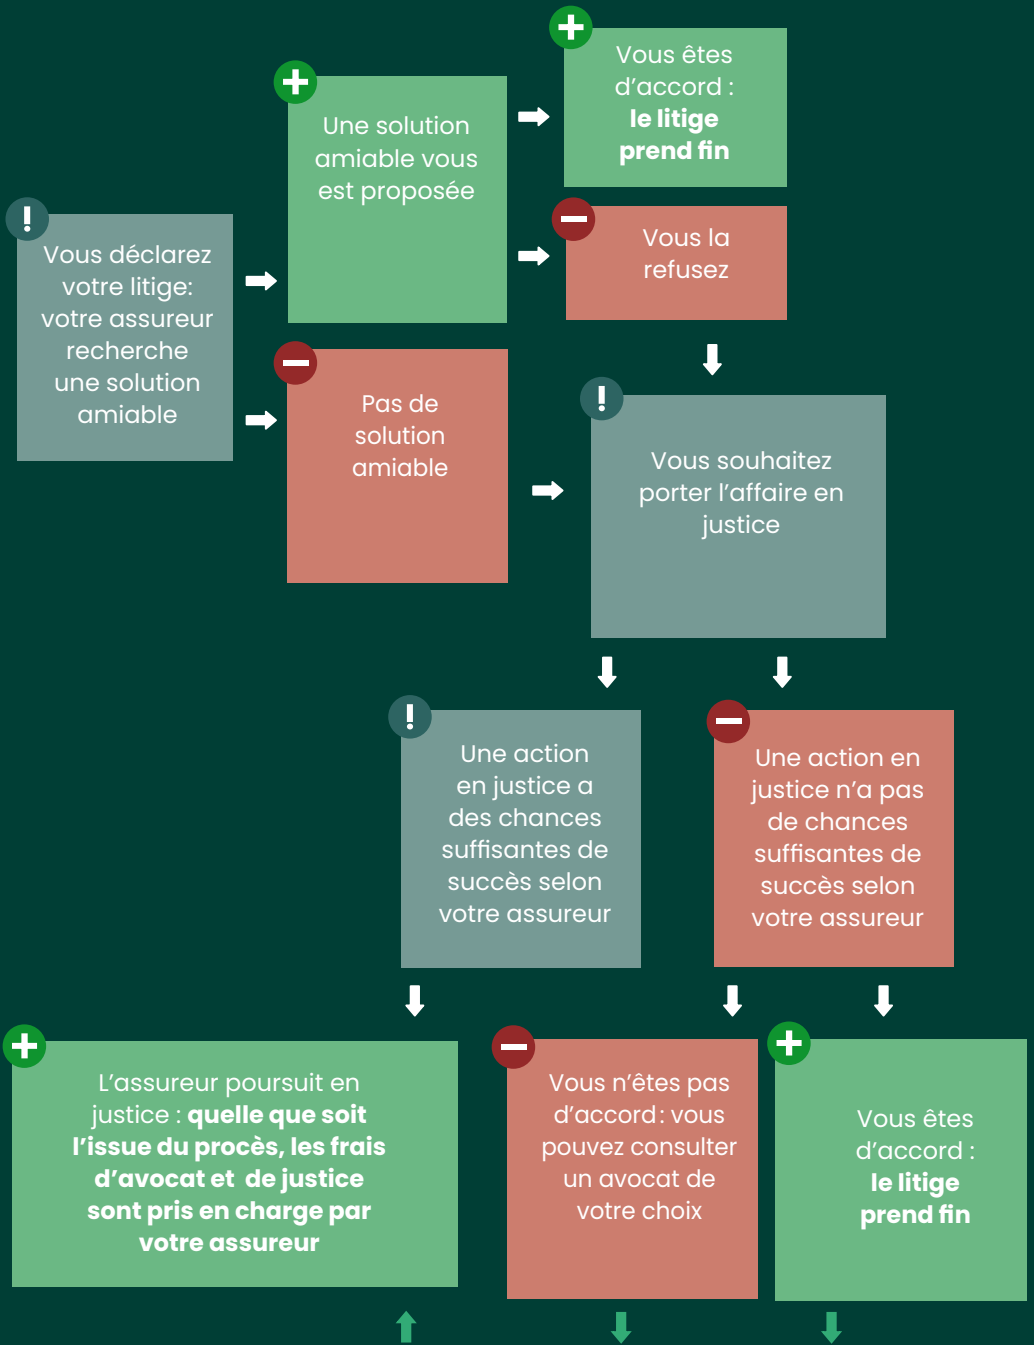 Vous êtes
d’accord :
le litige
prend fin
Une solution
amiable vous
est proposée
Vous la
refusez
Vous déclarez
votre litige:
votre assureur
recherche
une solution
amiable
Pas de
solution
amiable
Vous souhaitez
porter l’affaire en
justice
Une action
en justice a
des chances
suffisantes de
succès selon
votre assureur
Une action en
justice n’a pas
de chances
suffisantes de
succès selon
votre assureur
L’assureur poursuit en
justice : quelle que soit
l’issue du procès, les frais
d’avocat et de justice
sont pris en charge par
votre assureur
Vous n’êtes pas
d’accord : vous
pouvez consulter
un avocat de
votre choix
Vous êtes
d’accord :
le litige
prend fin